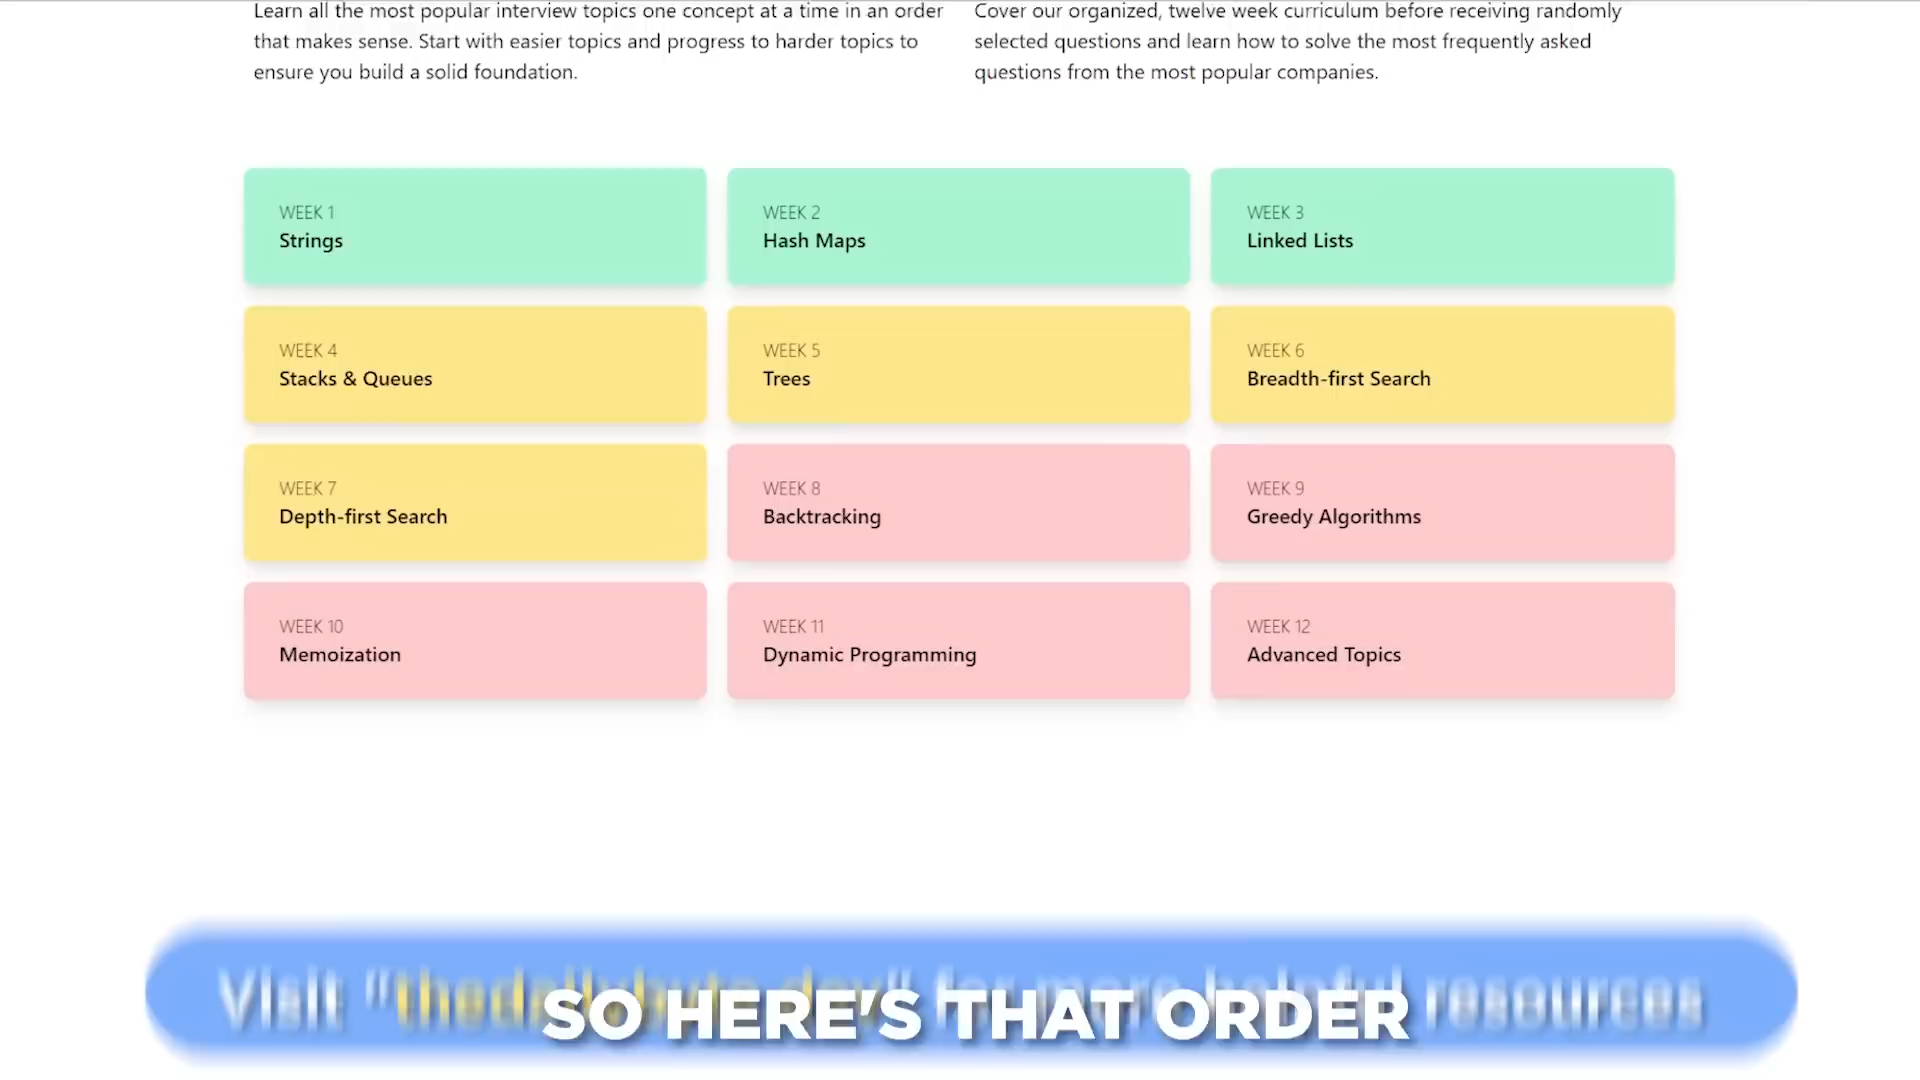 Learn all the most popular interview topics one concept at a time in an order
that makes sense. Start with easier topics and progress to harder topics to
ensure you build a solid foundation.
Cover our organized, twelve week curriculum before receiving randomly
selected questions and learn how to solve the most frequently asked
questions from the most popular companies.
WEEK 1
Strings
WEEK 2
Hash Maps
WEEK 3
Linked Lists
WEEK 4
Stacks & Queues
WEEK 5
Trees
WEEK 6
Breadth-first Search
WEEK 7
Depth-first Search
WEEK 8
Backtracking
WEEK 9
Greedy Algorithms
WEEK 10
Memoization
WEEK 11
Dynamic Programming
WEEK 12
Advanced Topics
Visit "thedailybyte.dev" for more helpful resources
SO HERE'S THAT ORDER